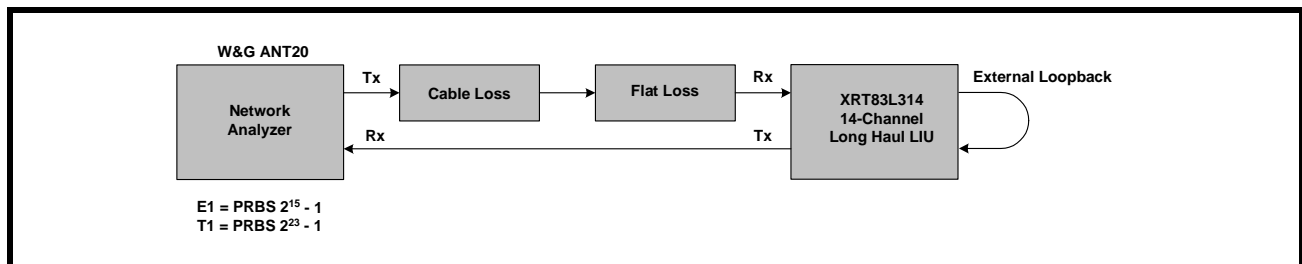 W&G ANT20
Network
Analyzer
Tx
Cable Loss
Flat Loss
Rx
XRT83L314
14-Channel
Long Haul LIU
External Loopback
Rx
Tx
E1 = PRBS 2¹⁵ - 1
T1 = PRBS 2²³ - 1